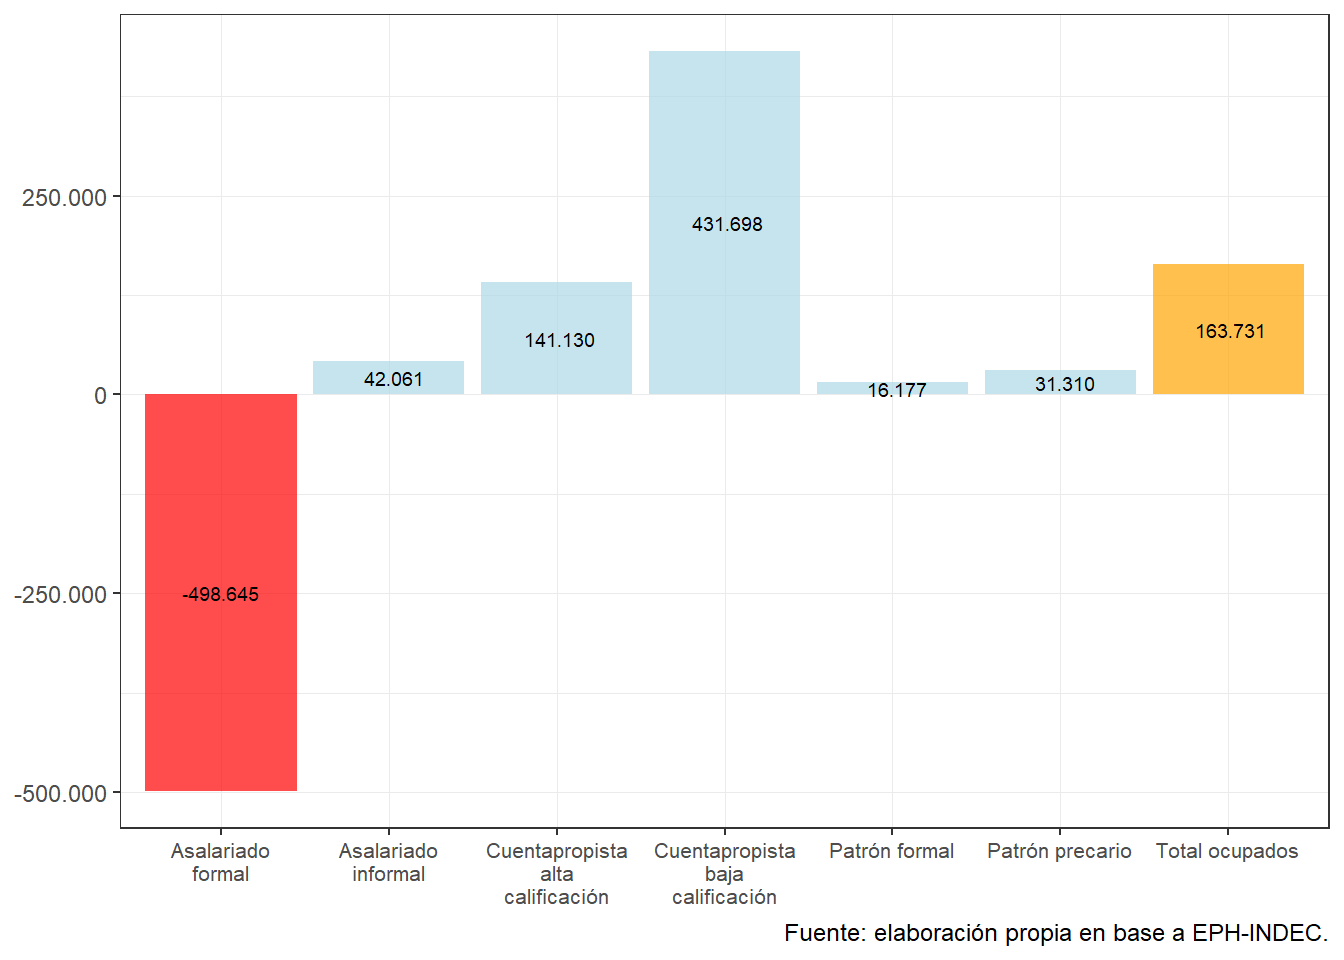 250.000
0
-250.000
-500.000
-498.645
42.061
141.130
431.698
16.177
31.310
163.731
Asalariado
formal
Asalariado
informal
Cuentapropista
alta
calificación
Cuentapropista
baja
calificación
Patrón formal
Patrón precario
Total ocupados
Fuente: elaboración propia en base a EPH-INDEC.